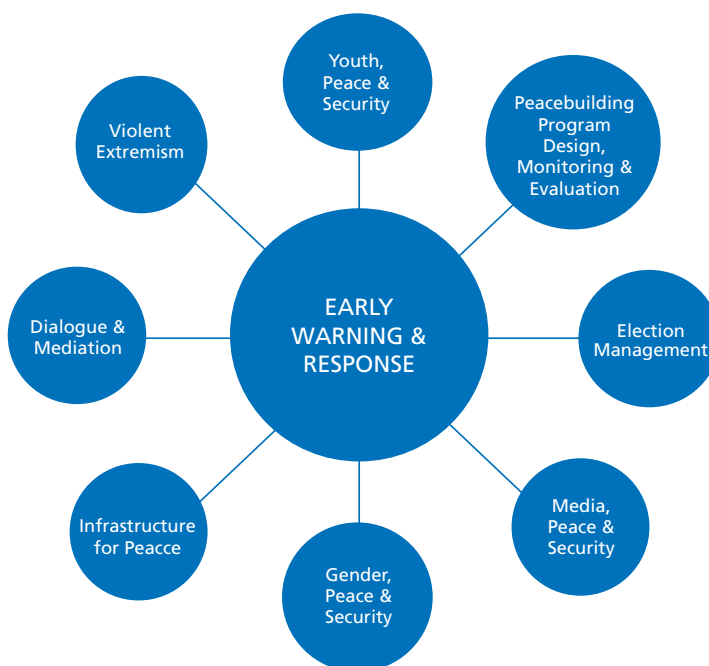 Youth,
Peace &
Security
Peacebuilding
Program
Design,
Monitoring &
Evaluation
Violent
Extremism
EARLY
WARNING &
RESPONSE
Dialogue &
Mediation
Election
Management
Infrastructure
for Peacce
Media,
Peace &
Security
Gender,
Peace &
Security